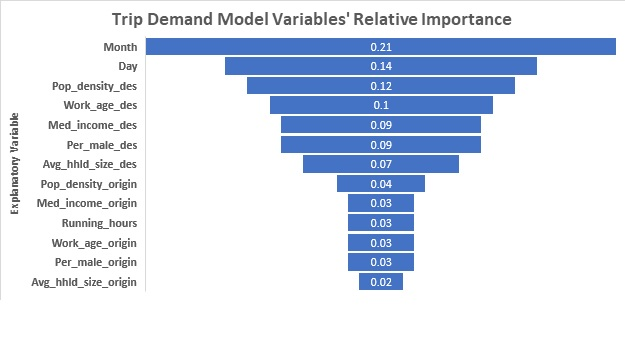 Trip Demand Model Variables' Relative Importance
Explanatory Variable
Month 0.21
Day 0.14
Pop_density_des 0.12
Work_age_des 0.1
Med_income_des 0.09
Per_male_des 0.09
Avg_hhld_size_des 0.07
Pop_density_origin 0.04
Med_income_origin 0.03
Running_hours 0.03
Work_age_origin 0.03
Per_male_origin 0.03
Avg_hhld_size_origin 0.02